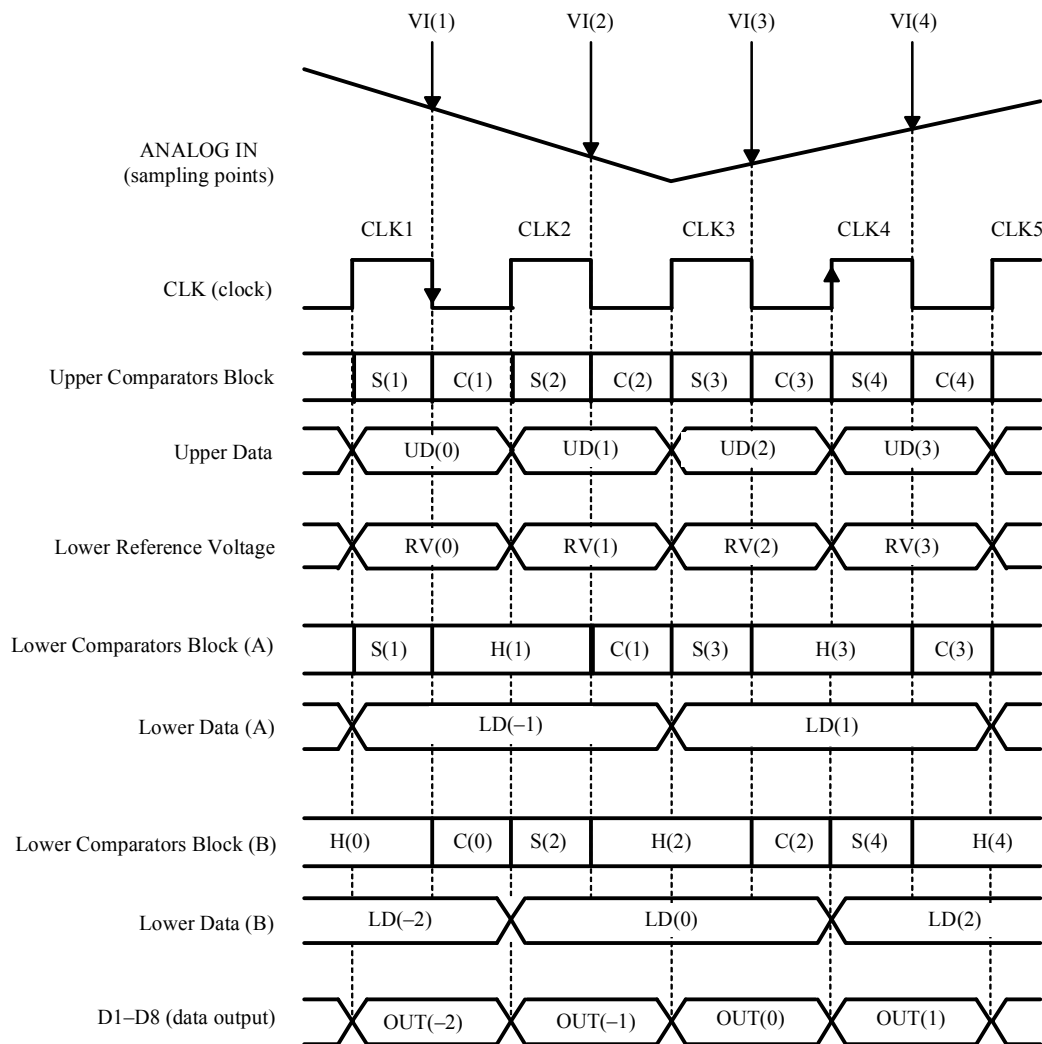 VI(1) VI(2) VI(3) VI(4)
ANALOG IN
(sampling points)
CLK1 CLK2 CLK3 CLK4 CLK5
CLK (clock)
Upper Comparators Block S(1) C(1) S(2) C(2) S(3) C(3) S(4) C(4)
Upper Data UD(0) UD(1) UD(2) UD(3)
Lower Reference Voltage RV(0) RV(1) RV(2) RV(3)
Lower Comparators Block (A) S(1) H(1) C(1) S(3) H(3) C(3)
Lower Data (A) LD(–1) LD(1)
Lower Comparators Block (B) H(0) C(0) S(2) H(2) C(2) S(4) H(4)
Lower Data (B) LD(–2) LD(0) LD(2)
D1–D8 (data output) OUT(–2) OUT(–1) OUT(0) OUT(1)